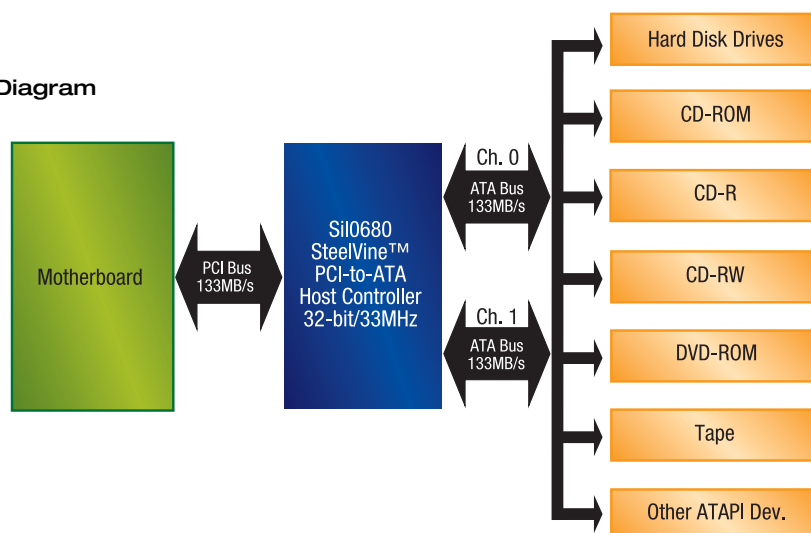 Diagram
Motherboard
PCI Bus
133MB/s
SiI0680
SteelVine™
PCI-to-ATA
Host Controller
32-bit/33MHz
Ch. 0
ATA Bus
133MB/s
Ch. 1
ATA Bus
133MB/s
Hard Disk Drives
CD-ROM
CD-R
CD-RW
DVD-ROM
Tape
Other ATAPI Dev.